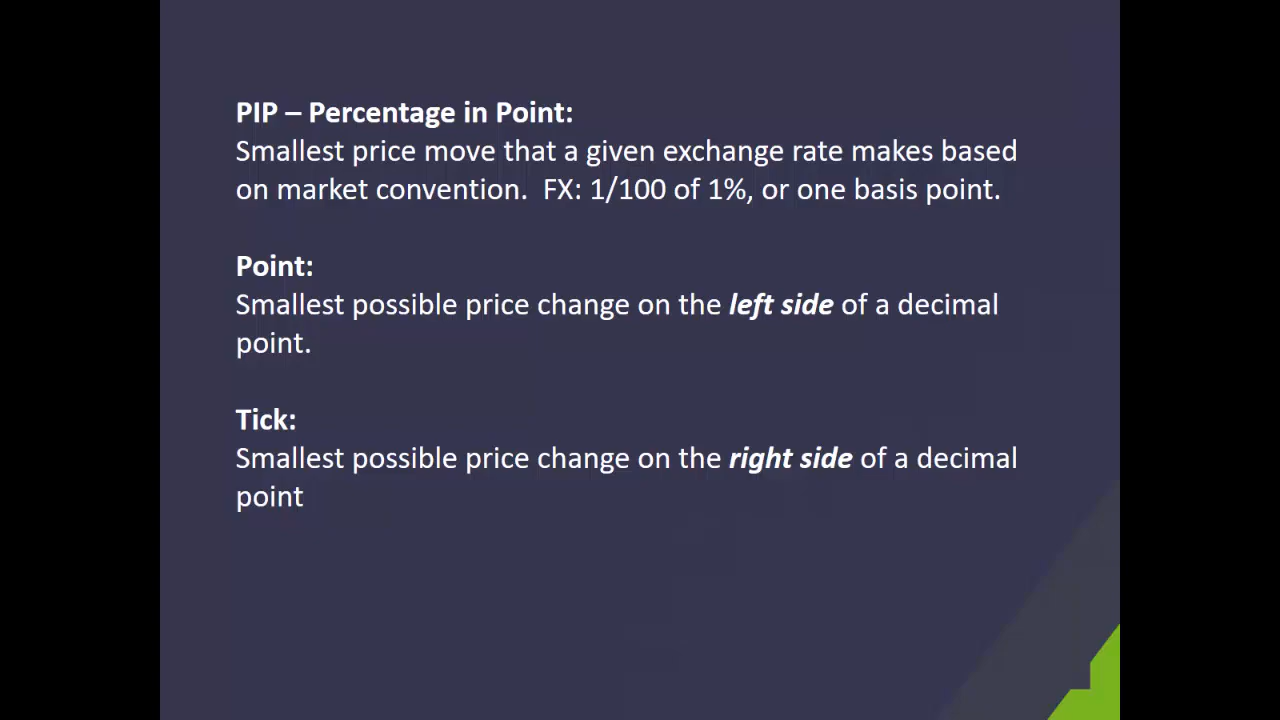 PIP – Percentage in Point:
Smallest price move that a given exchange rate makes based
on market convention.  FX: 1/100 of 1%, or one basis point.
Point:
Smallest possible price change on the left side of a decimal
point.
Tick:
Smallest possible price change on the right side of a decimal
point